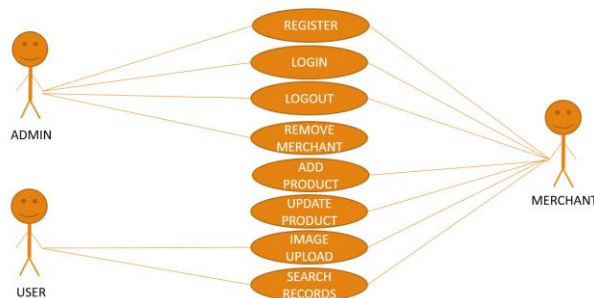 REGISTER
LOGIN
LOGOUT
REMOVE
MERCHANT
ADD
PRODUCT
UPDATE
PRODUCT
IMAGE
UPLOAD
SEARCH
RECORDS
ADMIN
USER
MERCHANT